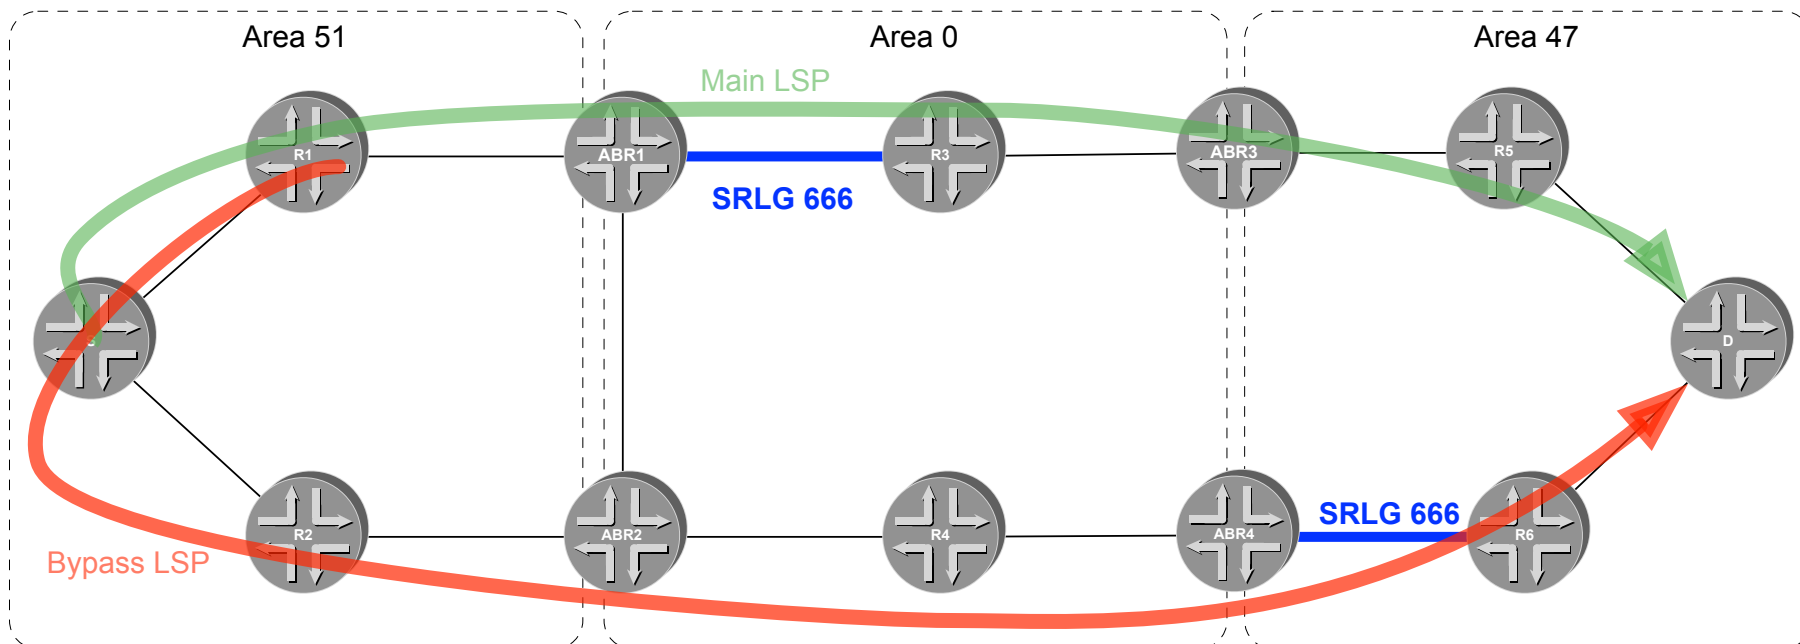 Area 51
Area 0
Area 47
Main LSP
R1
ABR1
R3
ABR3
R5
SRLG 666
D
SRLG 666
R2
ABR2
R4
ABR4
R6
Bypass LSP